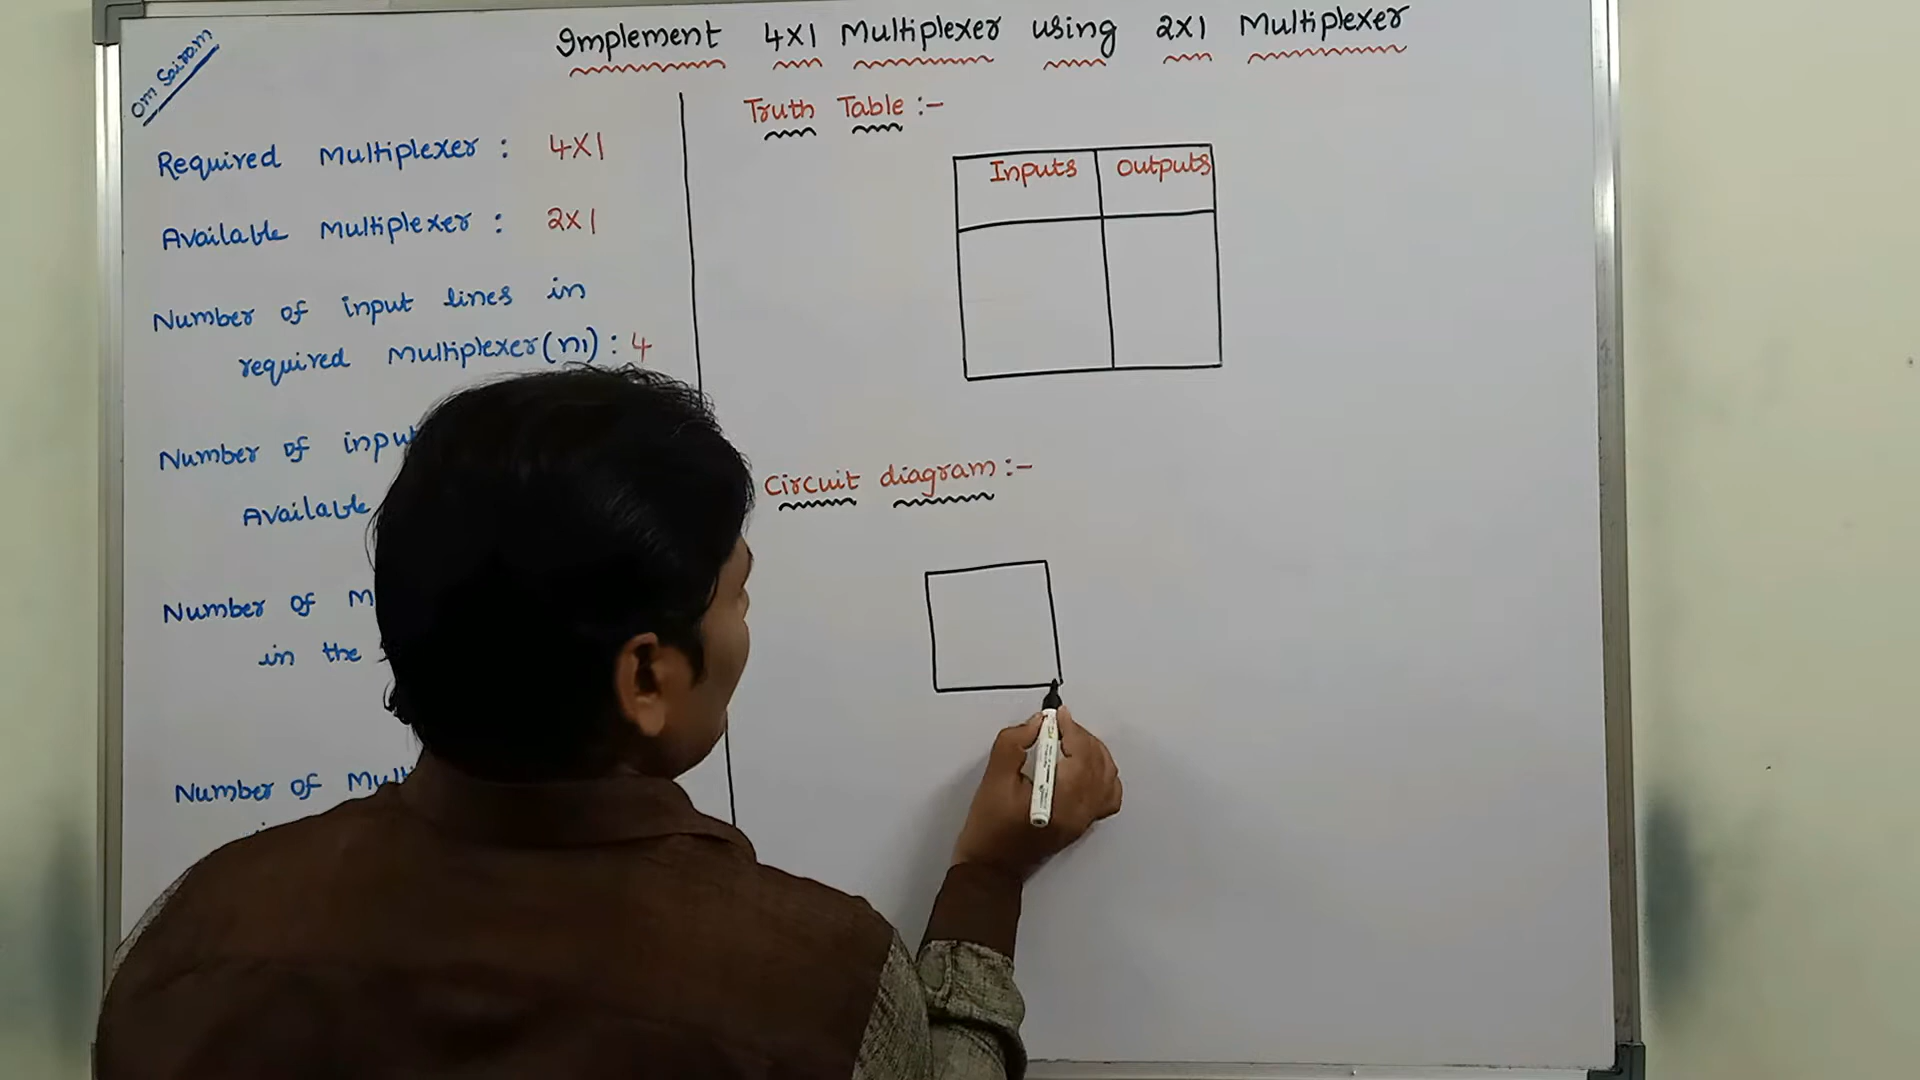 Implement 4x1 Multiplexer using 2x1 Multiplexer
Om Sairam
Required Multiplexer : 4x1
Available Multiplexer : 2x1
Number of input lines in
required Multiplexer(n1) : 4
Number of input
Available
Number of M
in the
Number of Multi
Truth Table :-
Inputs Outputs
Circuit diagram :-